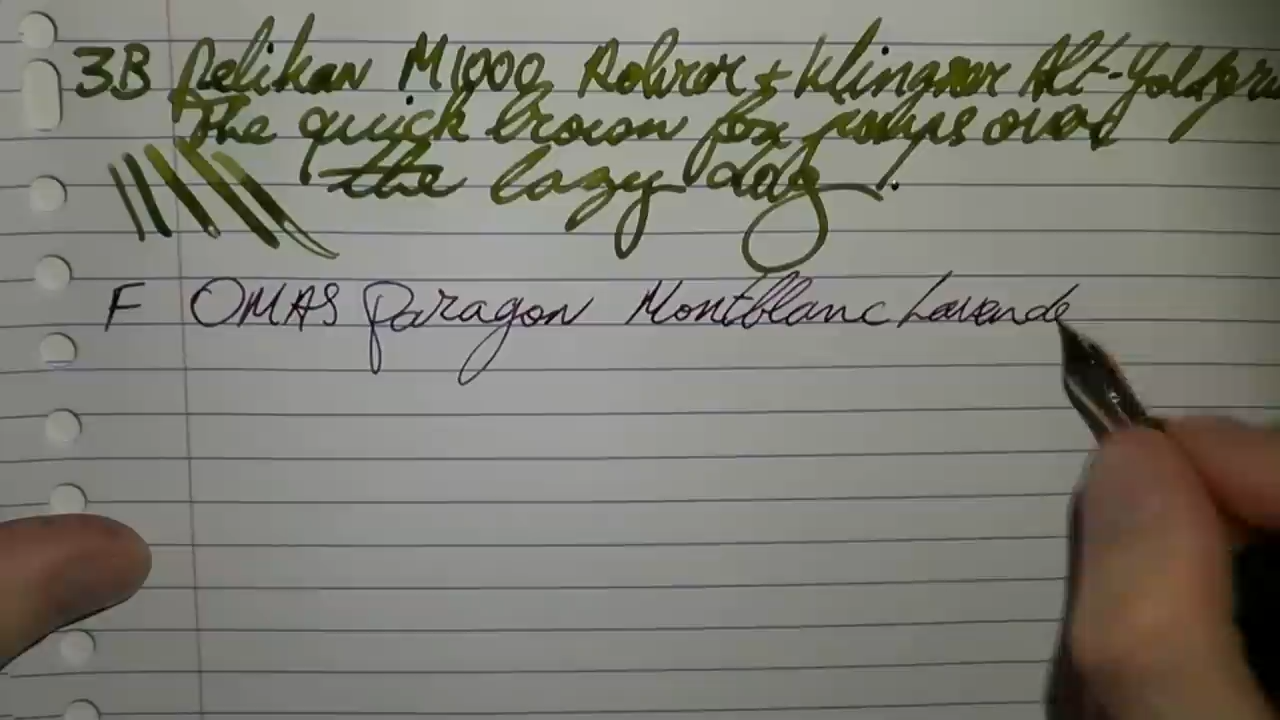 3B Pelikan M1000 Rohrer + Klingner Alt-Goldgrü
The quick brown fox jumps over
the lazy dog.
F OMAS Paragon Montblanc Lavende